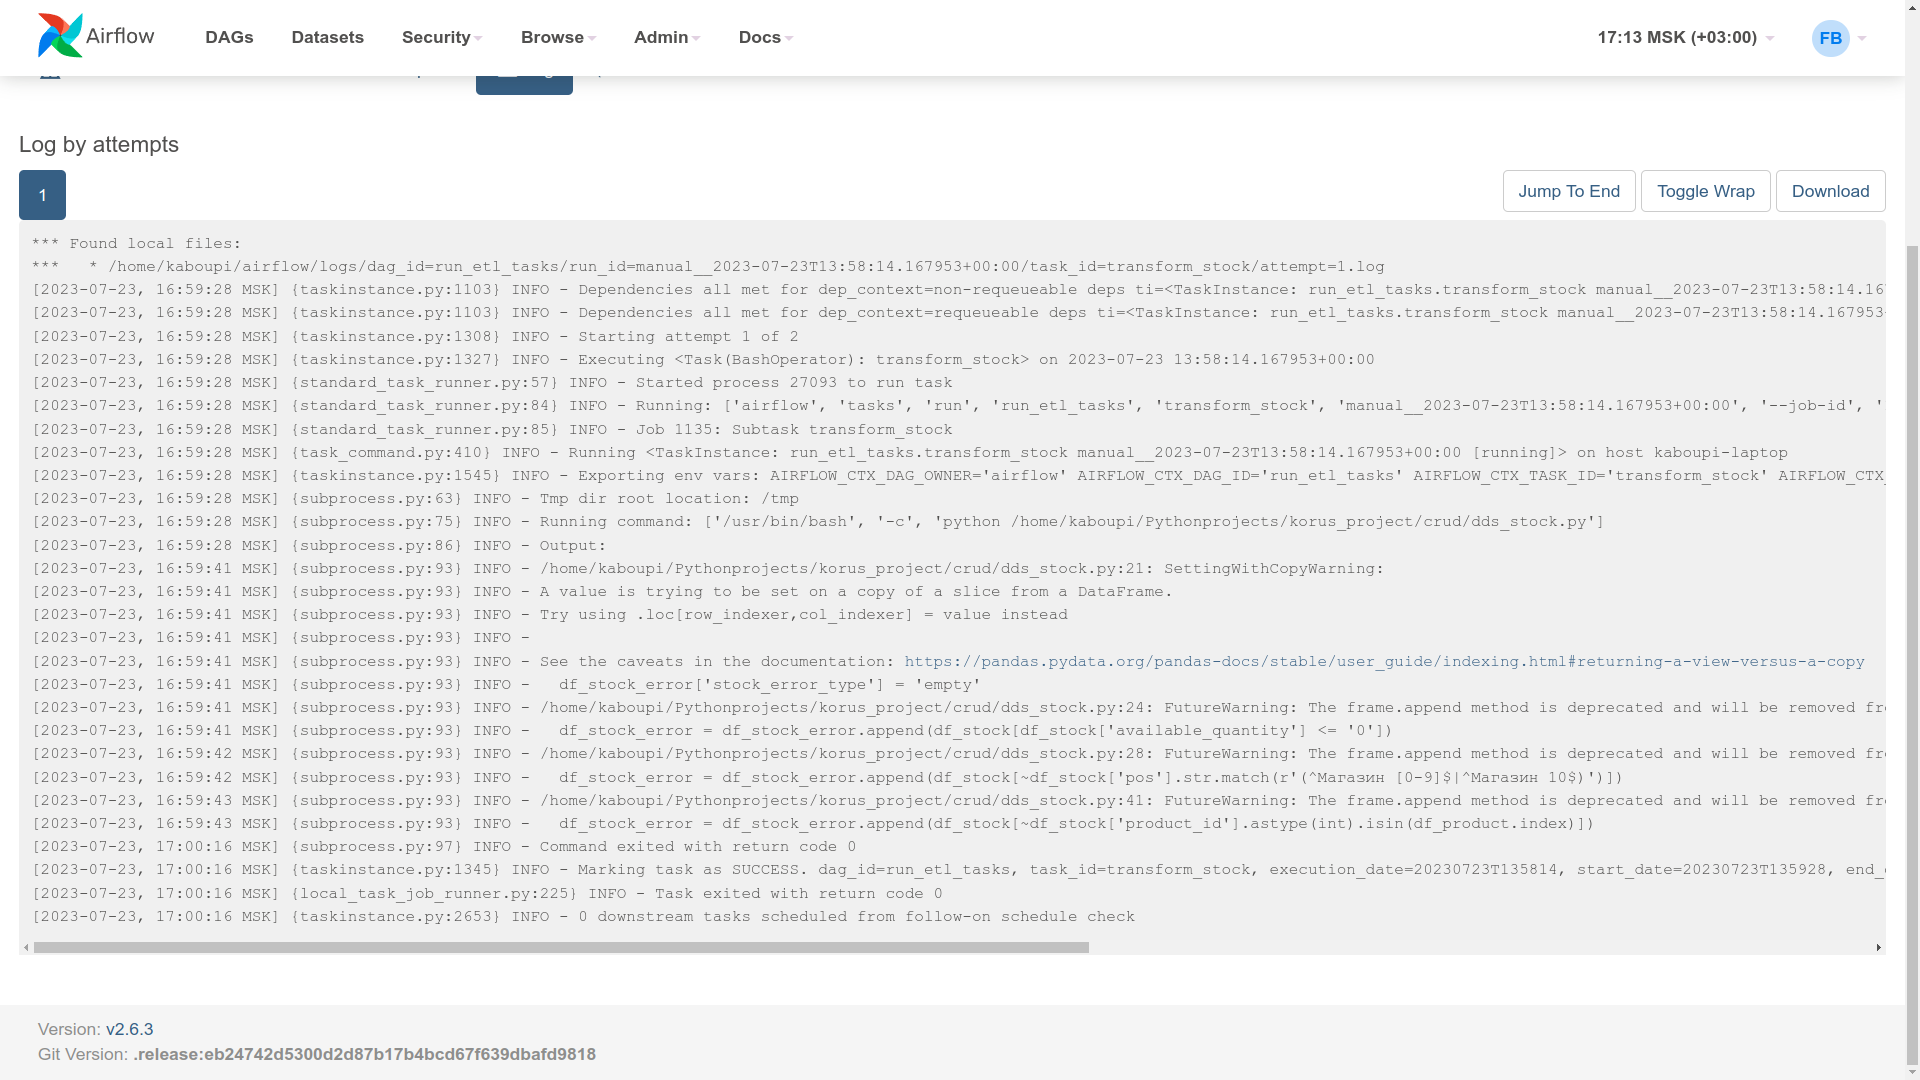 Airflow DAGs Datasets Security Browse Admin Docs 17:13 MSK (+03:00) FB
Log by attempts
1 Jump To End Toggle Wrap Download
*** Found local files:
***   * /home/kaboupi/airflow/logs/dag_id=run_etl_tasks/run_id=manual__2023-07-23T13:58:14.167953+00:00/task_id=transform_stock/attempt=1.log
[2023-07-23, 16:59:28 MSK] {taskinstance.py:1103} INFO - Dependencies all met for dep_context=non-requeueable deps ti=<TaskInstance: run_etl_tasks.transform_stock manual__2023-07-23T13:58:14.16
[2023-07-23, 16:59:28 MSK] {taskinstance.py:1103} INFO - Dependencies all met for dep_context=requeueable deps ti=<TaskInstance: run_etl_tasks.transform_stock manual__2023-07-23T13:58:14.167953
[2023-07-23, 16:59:28 MSK] {taskinstance.py:1308} INFO - Starting attempt 1 of 2
[2023-07-23, 16:59:28 MSK] {taskinstance.py:1327} INFO - Executing <Task(BashOperator): transform_stock> on 2023-07-23 13:58:14.167953+00:00
[2023-07-23, 16:59:28 MSK] {standard_task_runner.py:57} INFO - Started process 27093 to run task
[2023-07-23, 16:59:28 MSK] {standard_task_runner.py:84} INFO - Running: ['airflow', 'tasks', 'run', 'run_etl_tasks', 'transform_stock', 'manual__2023-07-23T13:58:14.167953+00:00', '--job-id', '
[2023-07-23, 16:59:28 MSK] {standard_task_runner.py:85} INFO - Job 1135: Subtask transform_stock
[2023-07-23, 16:59:28 MSK] {task_command.py:410} INFO - Running <TaskInstance: run_etl_tasks.transform_stock manual__2023-07-23T13:58:14.167953+00:00 [running]> on host kaboupi-laptop
[2023-07-23, 16:59:28 MSK] {taskinstance.py:1545} INFO - Exporting env vars: AIRFLOW_CTX_DAG_OWNER='airflow' AIRFLOW_CTX_DAG_ID='run_etl_tasks' AIRFLOW_CTX_TASK_ID='transform_stock' AIRFLOW_CTX_
[2023-07-23, 16:59:28 MSK] {subprocess.py:63} INFO - Tmp dir root location: /tmp
[2023-07-23, 16:59:28 MSK] {subprocess.py:75} INFO - Running command: ['/usr/bin/bash', '-c', 'python /home/kaboupi/Pythonprojects/korus_project/crud/dds_stock.py']
[2023-07-23, 16:59:28 MSK] {subprocess.py:86} INFO - Output:
[2023-07-23, 16:59:41 MSK] {subprocess.py:93} INFO - /home/kaboupi/Pythonprojects/korus_project/crud/dds_stock.py:21: SettingWithCopyWarning:
[2023-07-23, 16:59:41 MSK] {subprocess.py:93} INFO - A value is trying to be set on a copy of a slice from a DataFrame.
[2023-07-23, 16:59:41 MSK] {subprocess.py:93} INFO - Try using .loc[row_indexer,col_indexer] = value instead
[2023-07-23, 16:59:41 MSK] {subprocess.py:93} INFO -
[2023-07-23, 16:59:41 MSK] {subprocess.py:93} INFO - See the caveats in the documentation: https://pandas.pydata.org/pandas-docs/stable/user_guide/indexing.html#returning-a-view-versus-a-copy
[2023-07-23, 16:59:41 MSK] {subprocess.py:93} INFO -   df_stock_error['stock_error_type'] = 'empty'
[2023-07-23, 16:59:41 MSK] {subprocess.py:93} INFO - /home/kaboupi/Pythonprojects/korus_project/crud/dds_stock.py:24: FutureWarning: The frame.append method is deprecated and will be removed fr
[2023-07-23, 16:59:41 MSK] {subprocess.py:93} INFO -   df_stock_error = df_stock_error.append(df_stock[df_stock['available_quantity'] <= '0'])
[2023-07-23, 16:59:42 MSK] {subprocess.py:93} INFO - /home/kaboupi/Pythonprojects/korus_project/crud/dds_stock.py:28: FutureWarning: The frame.append method is deprecated and will be removed fr
[2023-07-23, 16:59:42 MSK] {subprocess.py:93} INFO -   df_stock_error = df_stock_error.append(df_stock[~df_stock['pos'].str.match(r'(^Магазин [0-9]$|^Магазин 10$)')])
[2023-07-23, 16:59:43 MSK] {subprocess.py:93} INFO - /home/kaboupi/Pythonprojects/korus_project/crud/dds_stock.py:41: FutureWarning: The frame.append method is deprecated and will be removed fr
[2023-07-23, 16:59:43 MSK] {subprocess.py:93} INFO -   df_stock_error = df_stock_error.append(df_stock[~df_stock['product_id'].astype(int).isin(df_product.index)])
[2023-07-23, 17:00:16 MSK] {subprocess.py:97} INFO - Command exited with return code 0
[2023-07-23, 17:00:16 MSK] {taskinstance.py:1345} INFO - Marking task as SUCCESS. dag_id=run_etl_tasks, task_id=transform_stock, execution_date=20230723T135814, start_date=20230723T135928, end_
[2023-07-23, 17:00:16 MSK] {local_task_job_runner.py:225} INFO - Task exited with return code 0
[2023-07-23, 17:00:16 MSK] {taskinstance.py:2653} INFO - 0 downstream tasks scheduled from follow-on schedule check
Version: v2.6.3
Git Version: .release:eb24742d5300d2d87b17b4bcd67f639dbafd9818